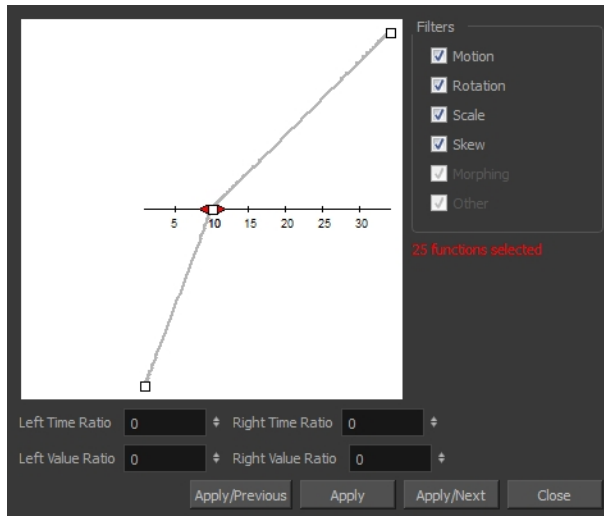 Filters
Motion
Rotation
Scale
Skew
Morphing
Other
5 10 15 20 25 30
25 functions selected
Left Time Ratio 0 Right Time Ratio 0
Left Value Ratio 0 Right Value Ratio 0
Apply/Previous Apply Apply/Next Close